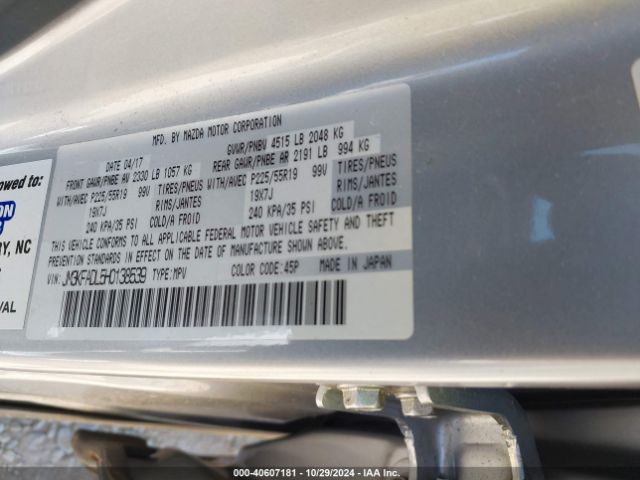 MFD. BY MAZDA MOTOR CORPORATION
DATE 04/17
GVWR/PNBV 4515 LB 2048 KG
FRONT GAWR/PNBE AV 2330 LB 1057 KG
REAR GAWR/PNBE AR 2191 LB 994 KG
WITH/AVEC P225/55R19 99V TIRES/PNEUS
WITH/AVEC P225/55R19 99V TIRES/PNEUS
19X7J RIMS/JANTES
19X7J RIMS/JANTES
240 KPA/35 PSI COLD/A FROID
240 KPA/35 PSI COLD/A FROID
THIS VEHICLE CONFORMS TO ALL APPLICABLE FEDERAL MOTOR VEHICLE SAFETY AND THEFT
PREVENTION STANDARDS IN EFFECT ON THE DATE OF MANUFACTURE SHOWN ABOVE.
VIN: JM3KFADL5H0138539 TYPE: MPV COLOR CODE: 45P MADE IN JAPAN
owed to:
ON
RY, NC
VAL
000-40607181 - 10/29/2024 - IAA Inc.